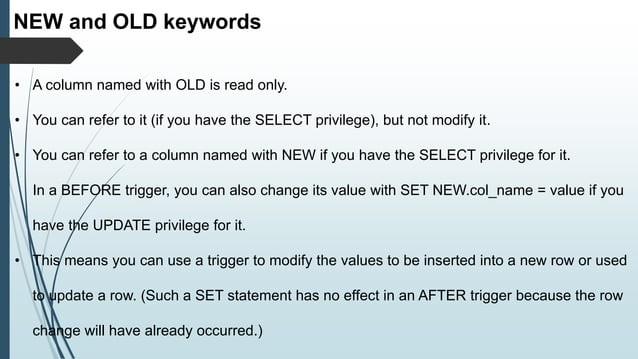 NEW and OLD keywords
• A column named with OLD is read only.
• You can refer to it (if you have the SELECT privilege), but not modify it.
• You can refer to a column named with NEW if you have the SELECT privilege for it.
In a BEFORE trigger, you can also change its value with SET NEW.col_name = value if you
have the UPDATE privilege for it.
• This means you can use a trigger to modify the values to be inserted into a new row or used
to update a row. (Such a SET statement has no effect in an AFTER trigger because the row
change will have already occurred.)